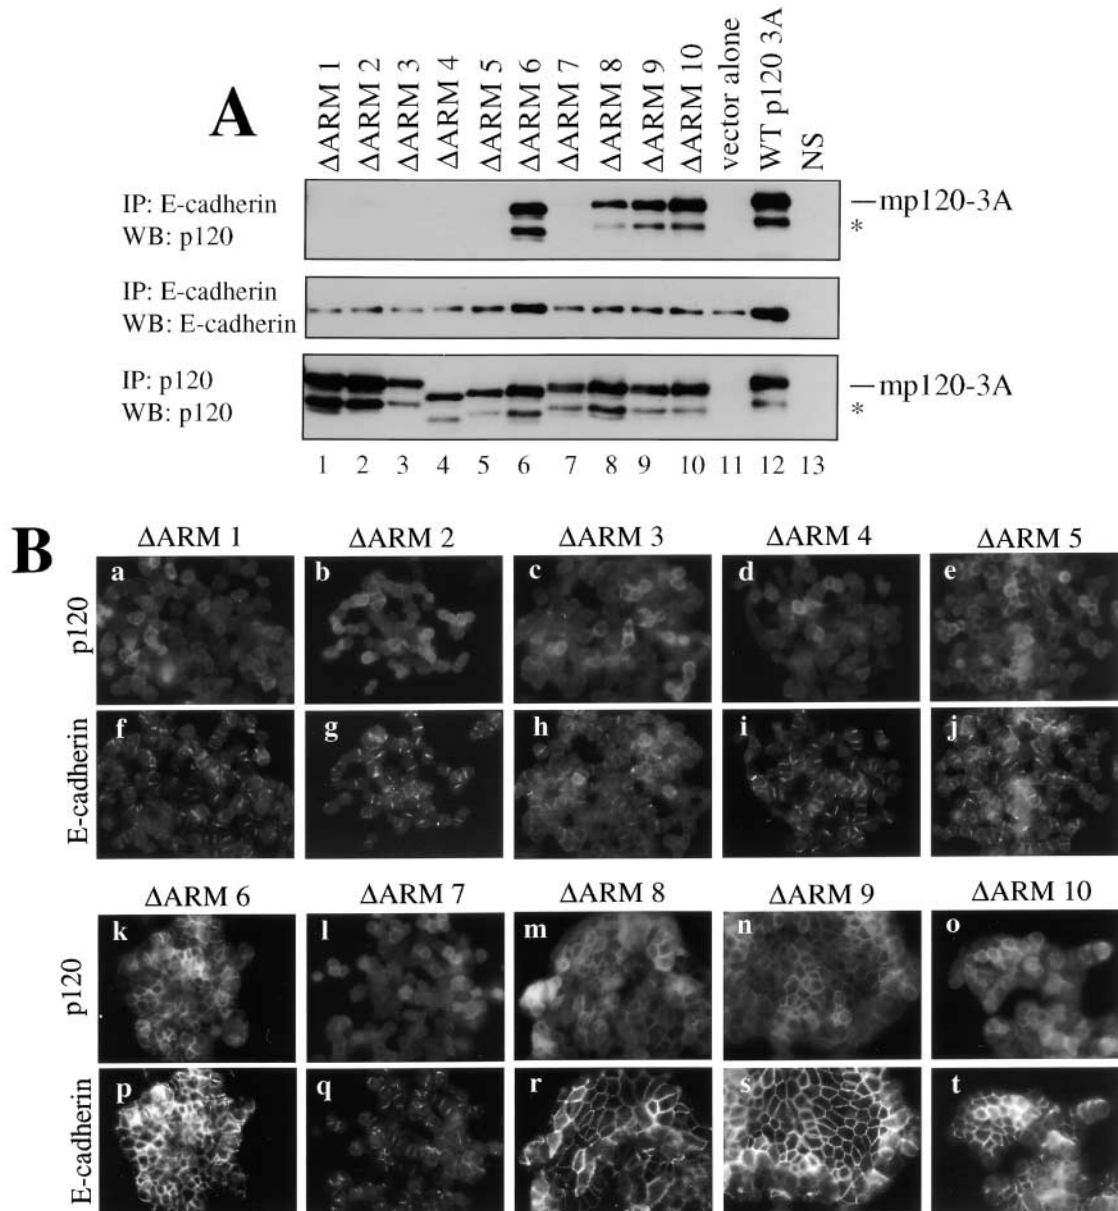 A
ΔARM 1
ΔARM 2
ΔARM 3
ΔARM 4
ΔARM 5
ΔARM 6
ΔARM 7
ΔARM 8
ΔARM 9
ΔARM 10
vector alone
WT p120 3A
NS
IP: E-cadherin
WB: p120
mp120-3A
*
IP: E-cadherin
WB: E-cadherin
IP: p120
WB: p120
mp120-3A
*
1 2 3 4 5 6 7 8 9 10 11 12 13
B
ΔARM 1 ΔARM 2 ΔARM 3 ΔARM 4 ΔARM 5
p120
a b c d e
E-cadherin
f g h i j
ΔARM 6 ΔARM 7 ΔARM 8 ΔARM 9 ΔARM 10
p120
k l m n o
E-cadherin
p q r s t